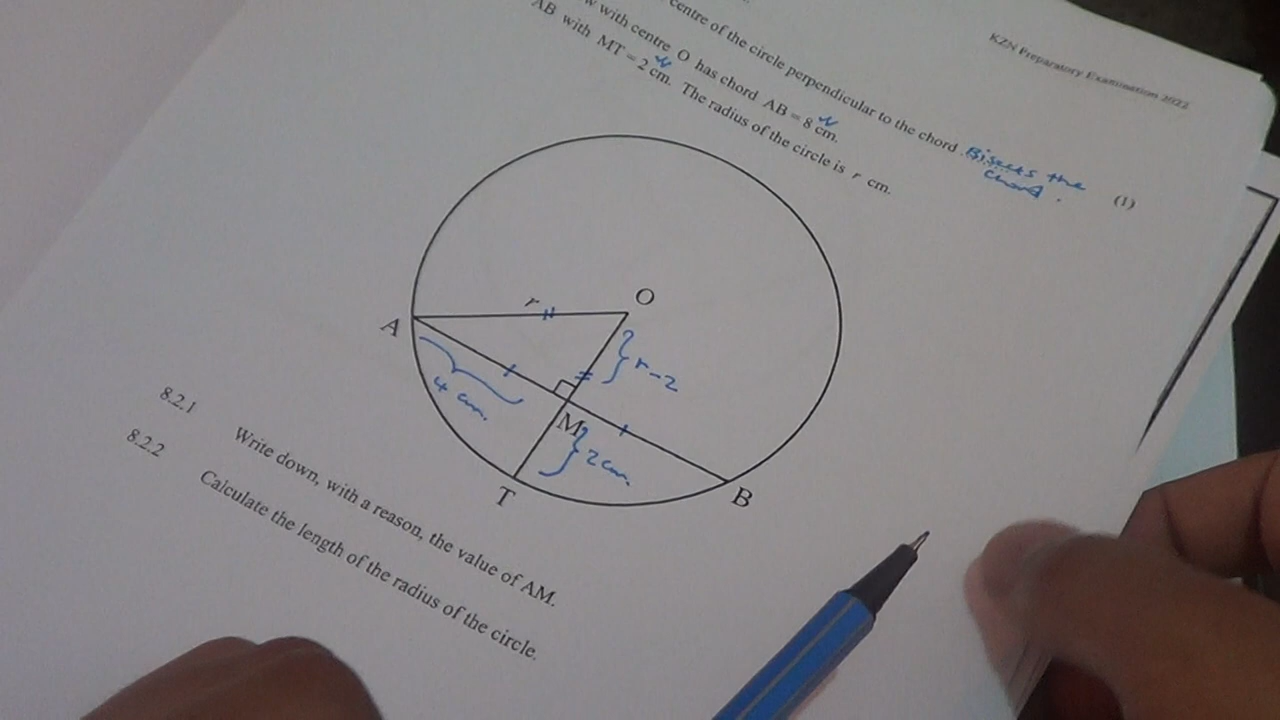 KZN Preparatory Examination 2022
centre of the circle perpendicular to the chord Bisects the
chord. (1)
with centre O has chord AB = 8 cm.
AB with MT = 2 cm. The radius of the circle is r cm.
O
r
A
r-2
4 cm.
M
2cm.
T
B
8.2.1 Write down, with a reason, the value of AM.
8.2.2 Calculate the length of the radius of the circle.